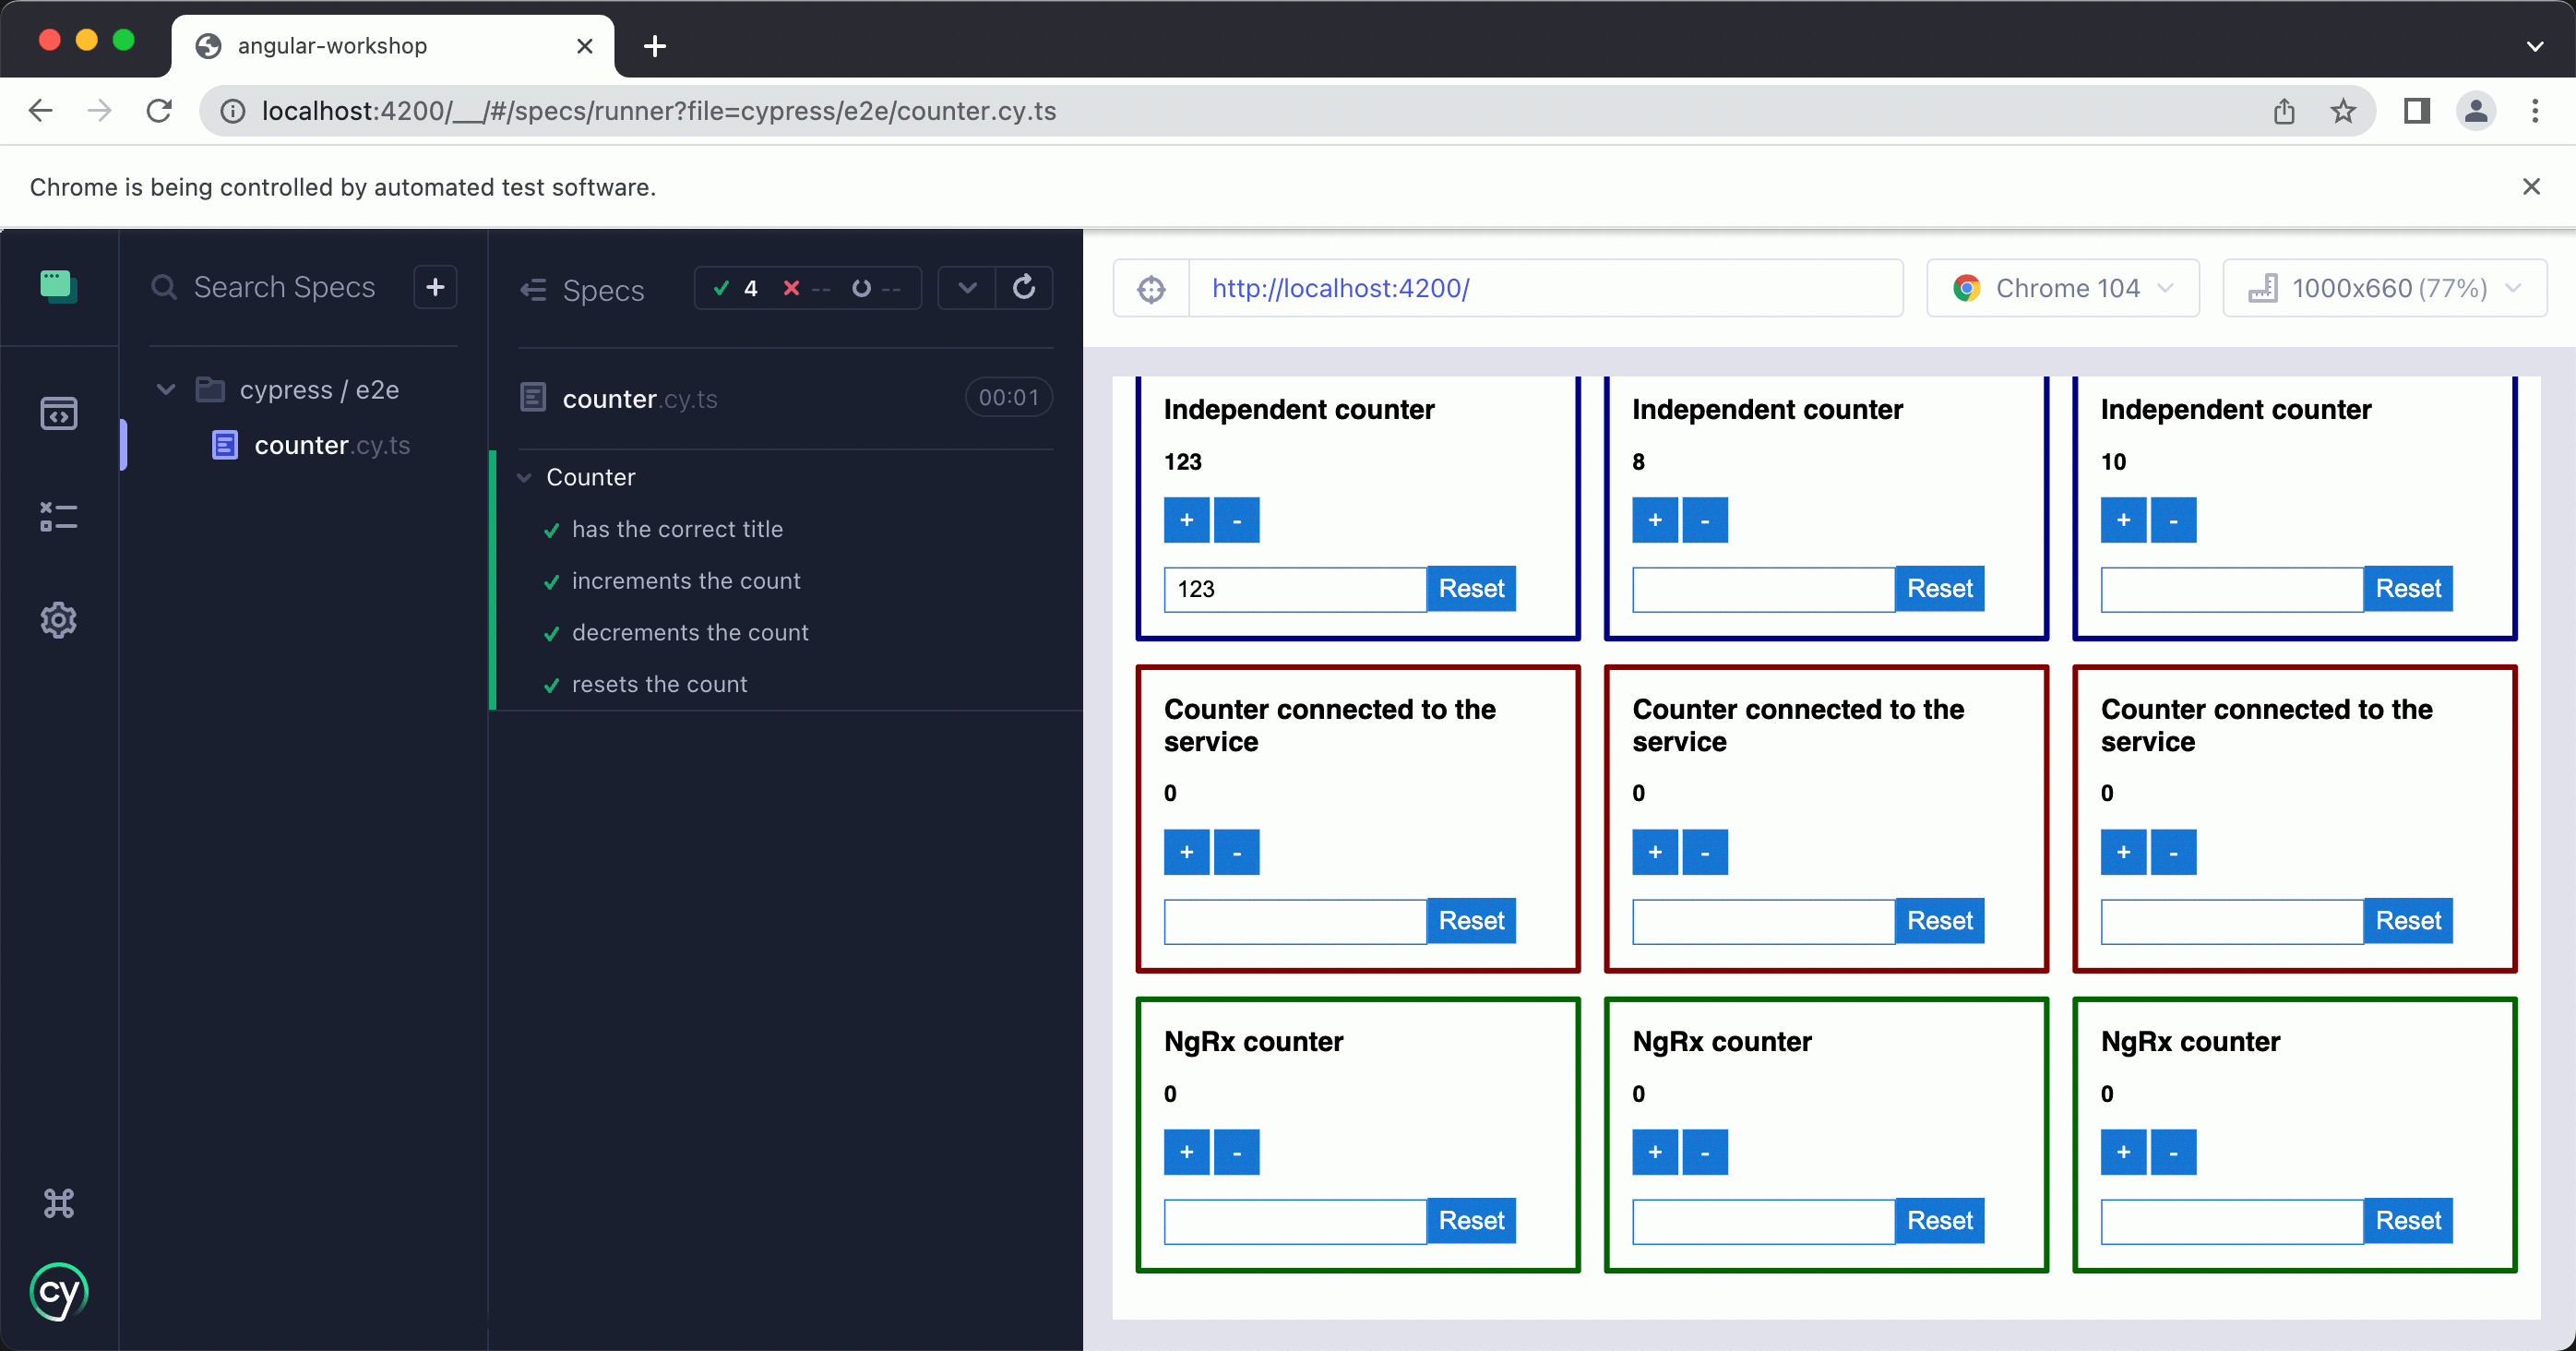 angular-workshop
localhost:4200/__/#/specs/runner?file=cypress/e2e/counter.cy.ts
Chrome is being controlled by automated test software.
Search Specs
+
cypress / e2e
counter.cy.ts
cy
Specs
4 -- --
counter.cy.ts 00:01
Counter
has the correct title
increments the count
decrements the count
resets the count
http://localhost:4200/
Chrome 104
1000x660 (77%)
Independent counter
123
+ -
123 Reset
Independent counter
8
+ -
Reset
Independent counter
10
+ -
Reset
Counter connected to the
service
0
+ -
Reset
Counter connected to the
service
0
+ -
Reset
Counter connected to the
service
0
+ -
Reset
NgRx counter
0
+ -
Reset
NgRx counter
0
+ -
Reset
NgRx counter
0
+ -
Reset